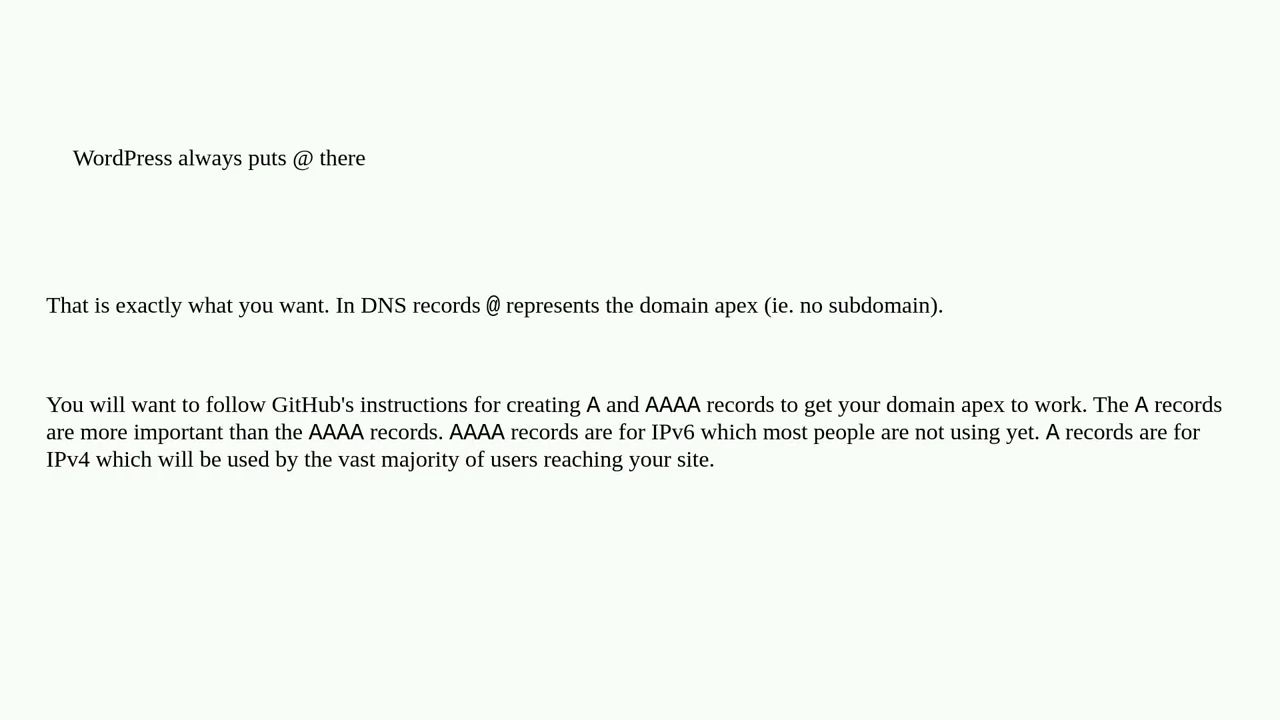 WordPress always puts @ there
That is exactly what you want. In DNS records @ represents the domain apex (ie. no subdomain).
You will want to follow GitHub's instructions for creating A and AAAA records to get your domain apex to work. The A records
are more important than the AAAA records. AAAA records are for IPv6 which most people are not using yet. A records are for
IPv4 which will be used by the vast majority of users reaching your site.